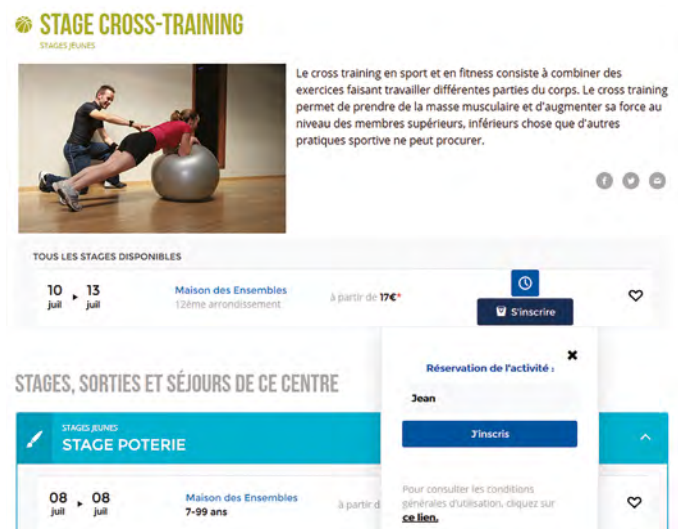 STAGE CROSS-TRAINING
STAGES JEUNES
Le cross training en sport et en fitness consiste à combiner des
exercices faisant travailler différentes parties du corps. Le cross training
permet de prendre de la masse musculaire et d'augmenter sa force au
niveau des membres supérieurs, inférieurs chose que d'autres
pratiques sportive ne peut procurer.
TOUS LES STAGES DISPONIBLES
10 ▸ 13
juil juil
Maison des Ensembles
12ème arrondissement
à partir de 17€*
S'inscrire
Réservation de l'activité :
Jean
J'inscris
Pour consulter les conditions
générales d'utilisation, cliquez sur
ce lien.
STAGES, SORTIES ET SÉJOURS DE CE CENTRE
STAGES JEUNES
STAGE POTERIE
08 ▸ 08
juil juil
Maison des Ensembles
7-99 ans
à partir d